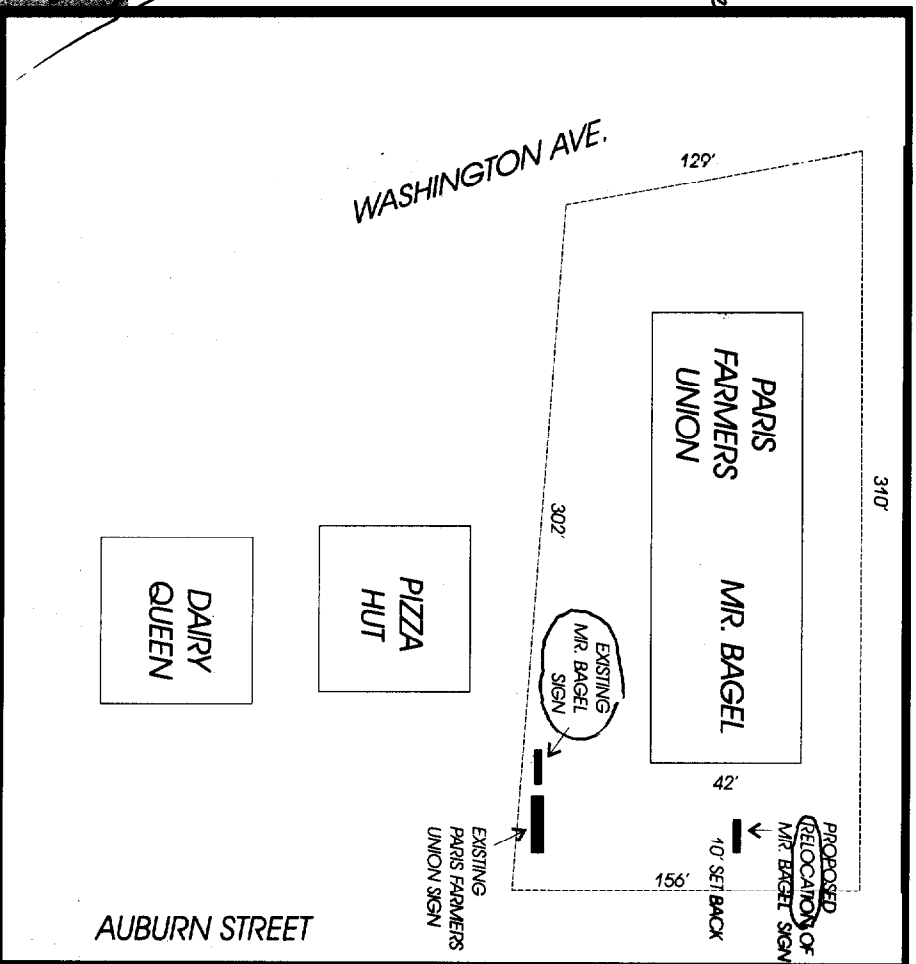 WASHINGTON AVE.
129'
310'
PARIS
FARMERS
UNION
MR. BAGEL
302'
DAIRY
QUEEN
PIZZA
HUT
EXISTING
MR. BAGEL
SIGN
42'
PROPOSED
RELOCATION OF
MR. BAGEL SIGN
10' SET BACK
156'
EXISTING
PARIS FARMERS
UNION SIGN
AUBURN STREET